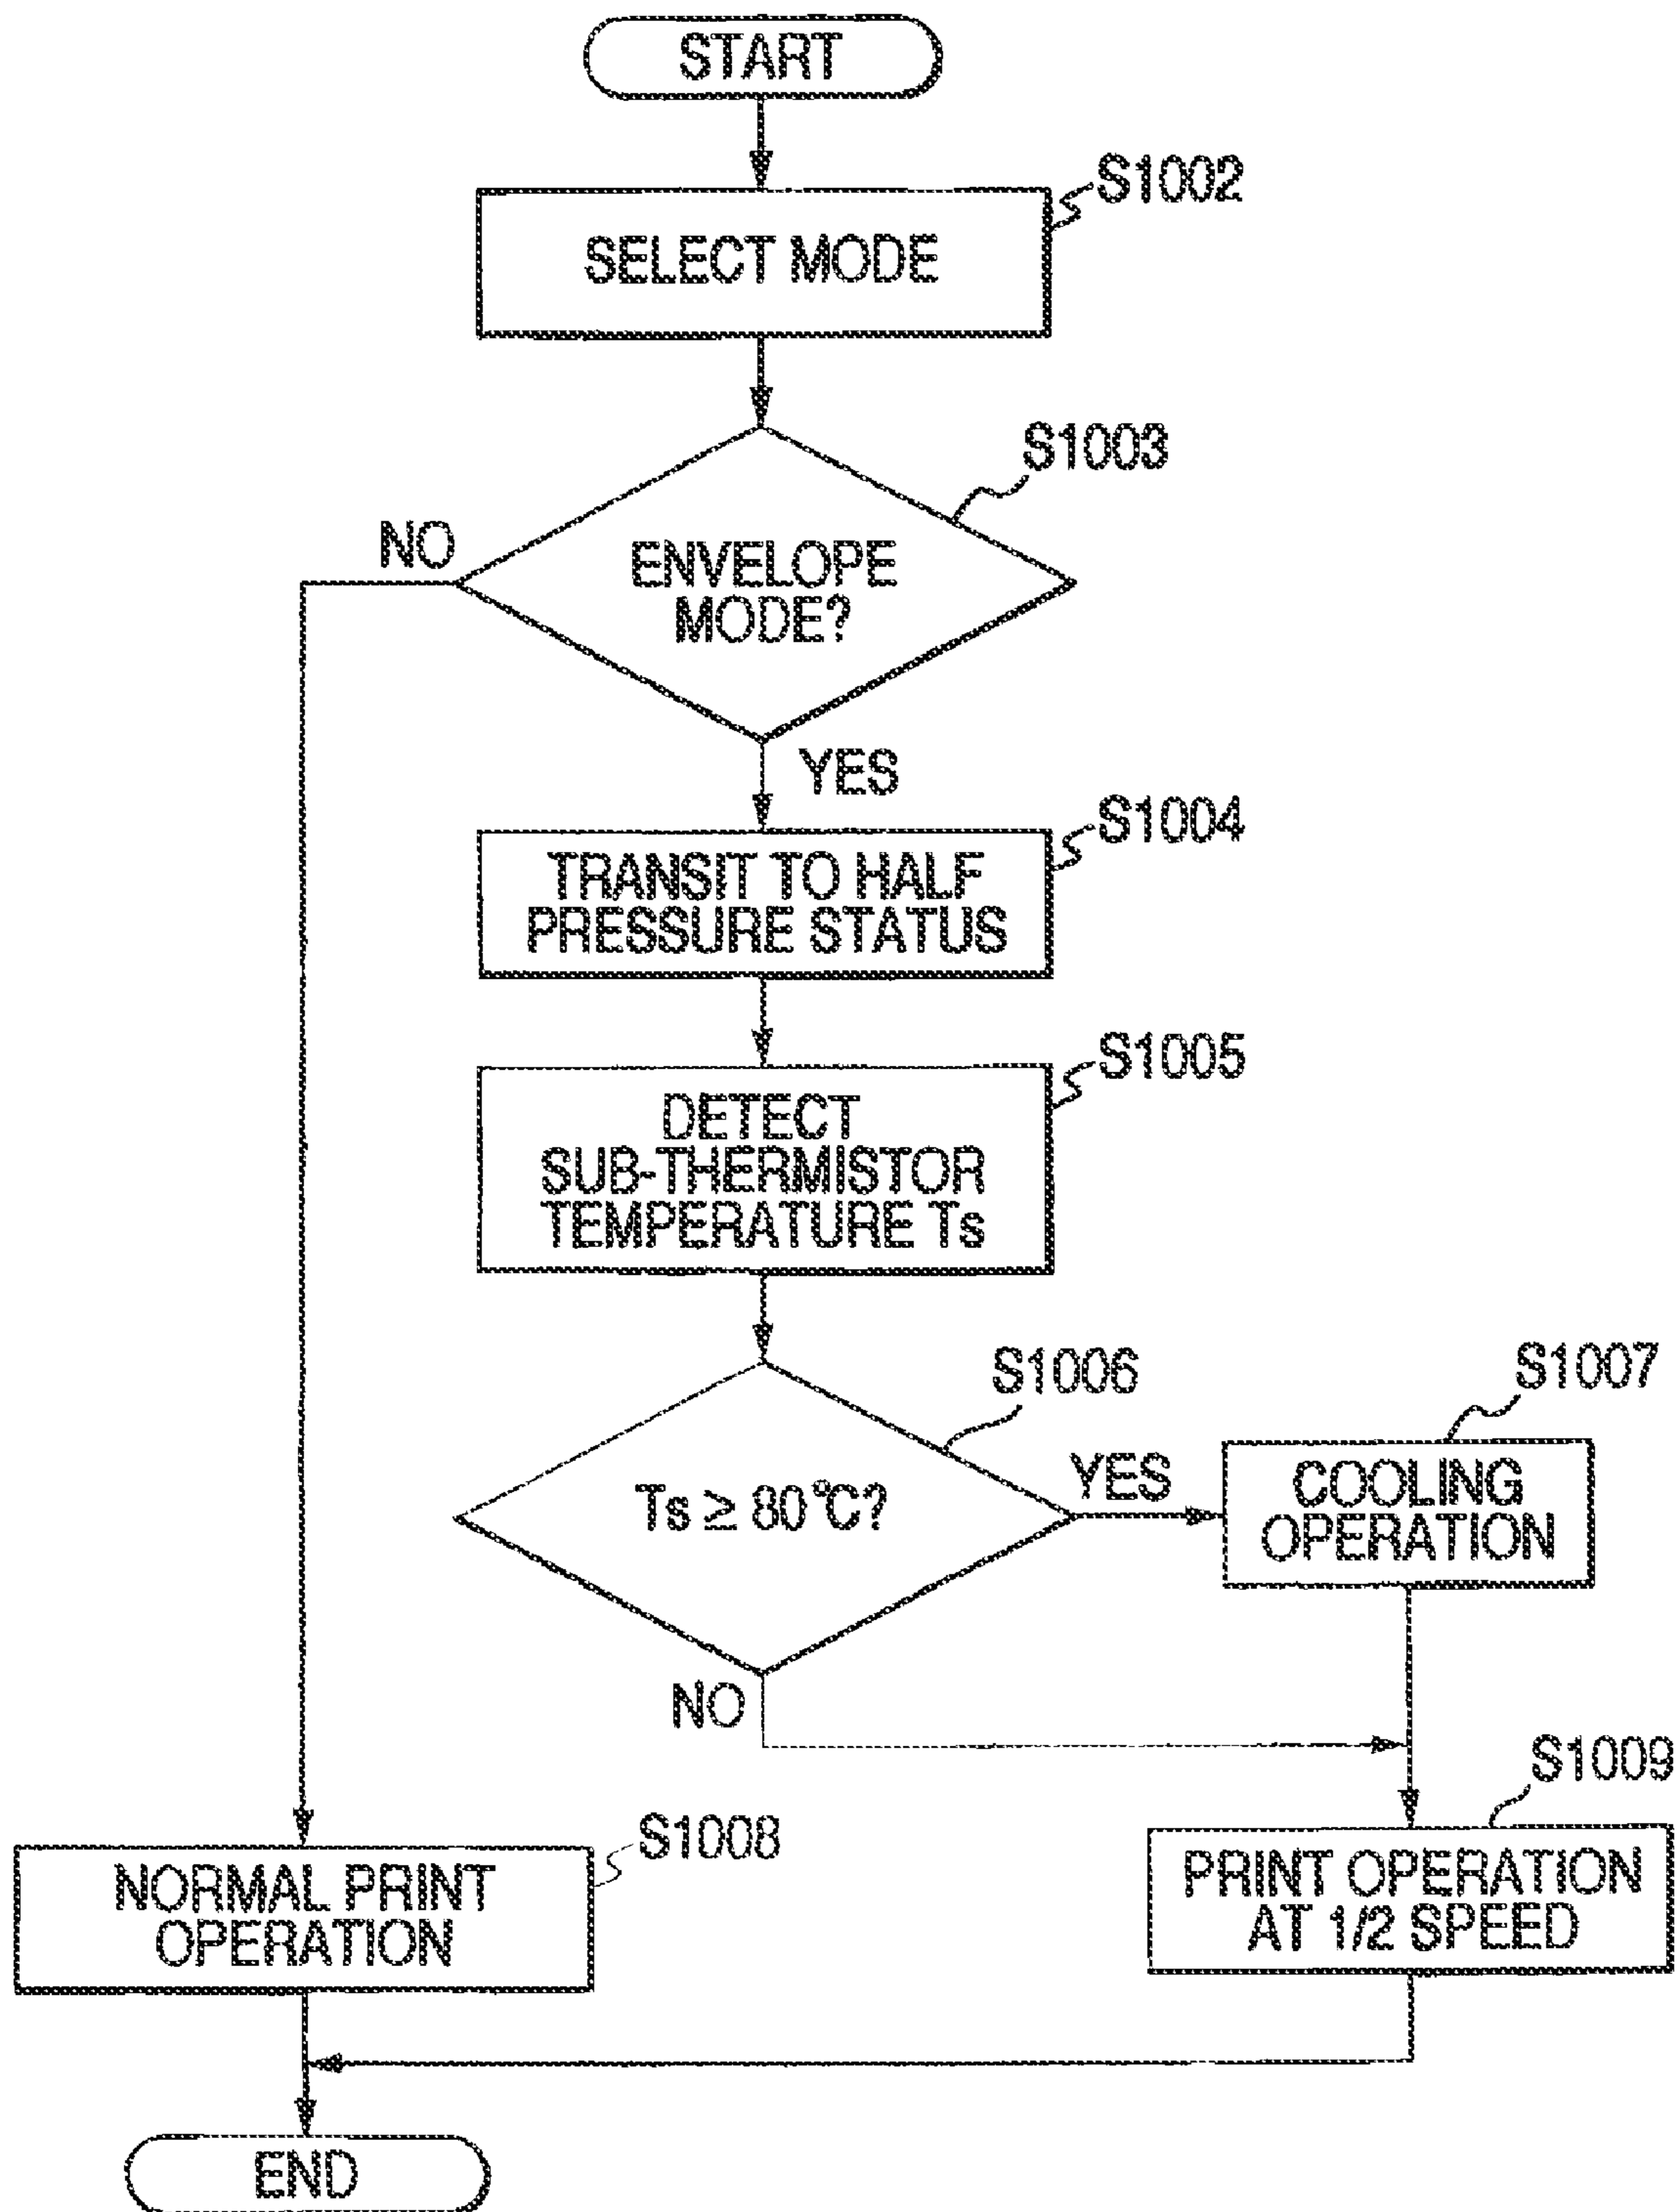 START
S1002
SELECT MODE
S1003
NO
ENVELOPE
MODE?
YES
S1004
TRANSIT TO HALF
PRESSURE STATUS
S1005
DETECT
SUB-THERMISTOR
TEMPERATURE Ts
S1006
S1007
Ts ≥ 80°C?
YES
COOLING
OPERATION
NO
S1009
S1008
NORMAL PRINT
OPERATION
PRINT OPERATION
AT 1/2 SPEED
END